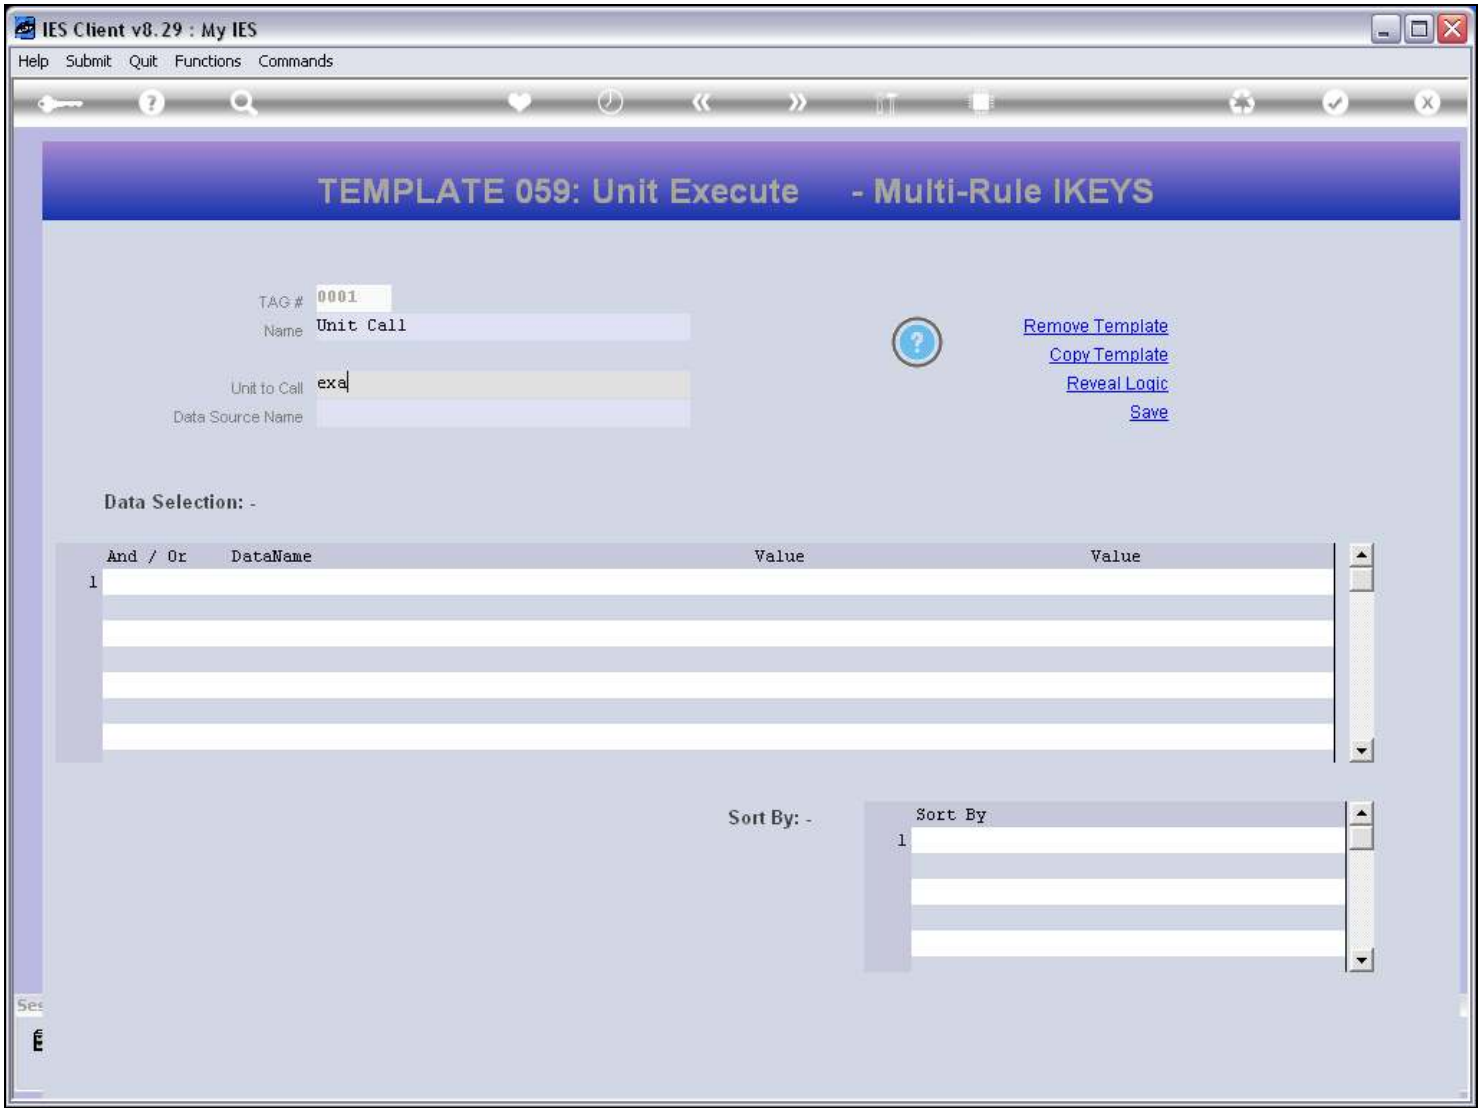 IES Client v8.29 : My IES
Help Submit Quit Functions Commands
TEMPLATE 059: Unit Execute - Multi-Rule IKEYS
TAG # 0001
Name Unit Call
Remove Template
Copy Template
Unit to Call exa
Reveal Logic
Data Source Name
Save
Data Selection: -
And / Or DataName Value Value
1
Sort By: -
Sort By
1
Ses